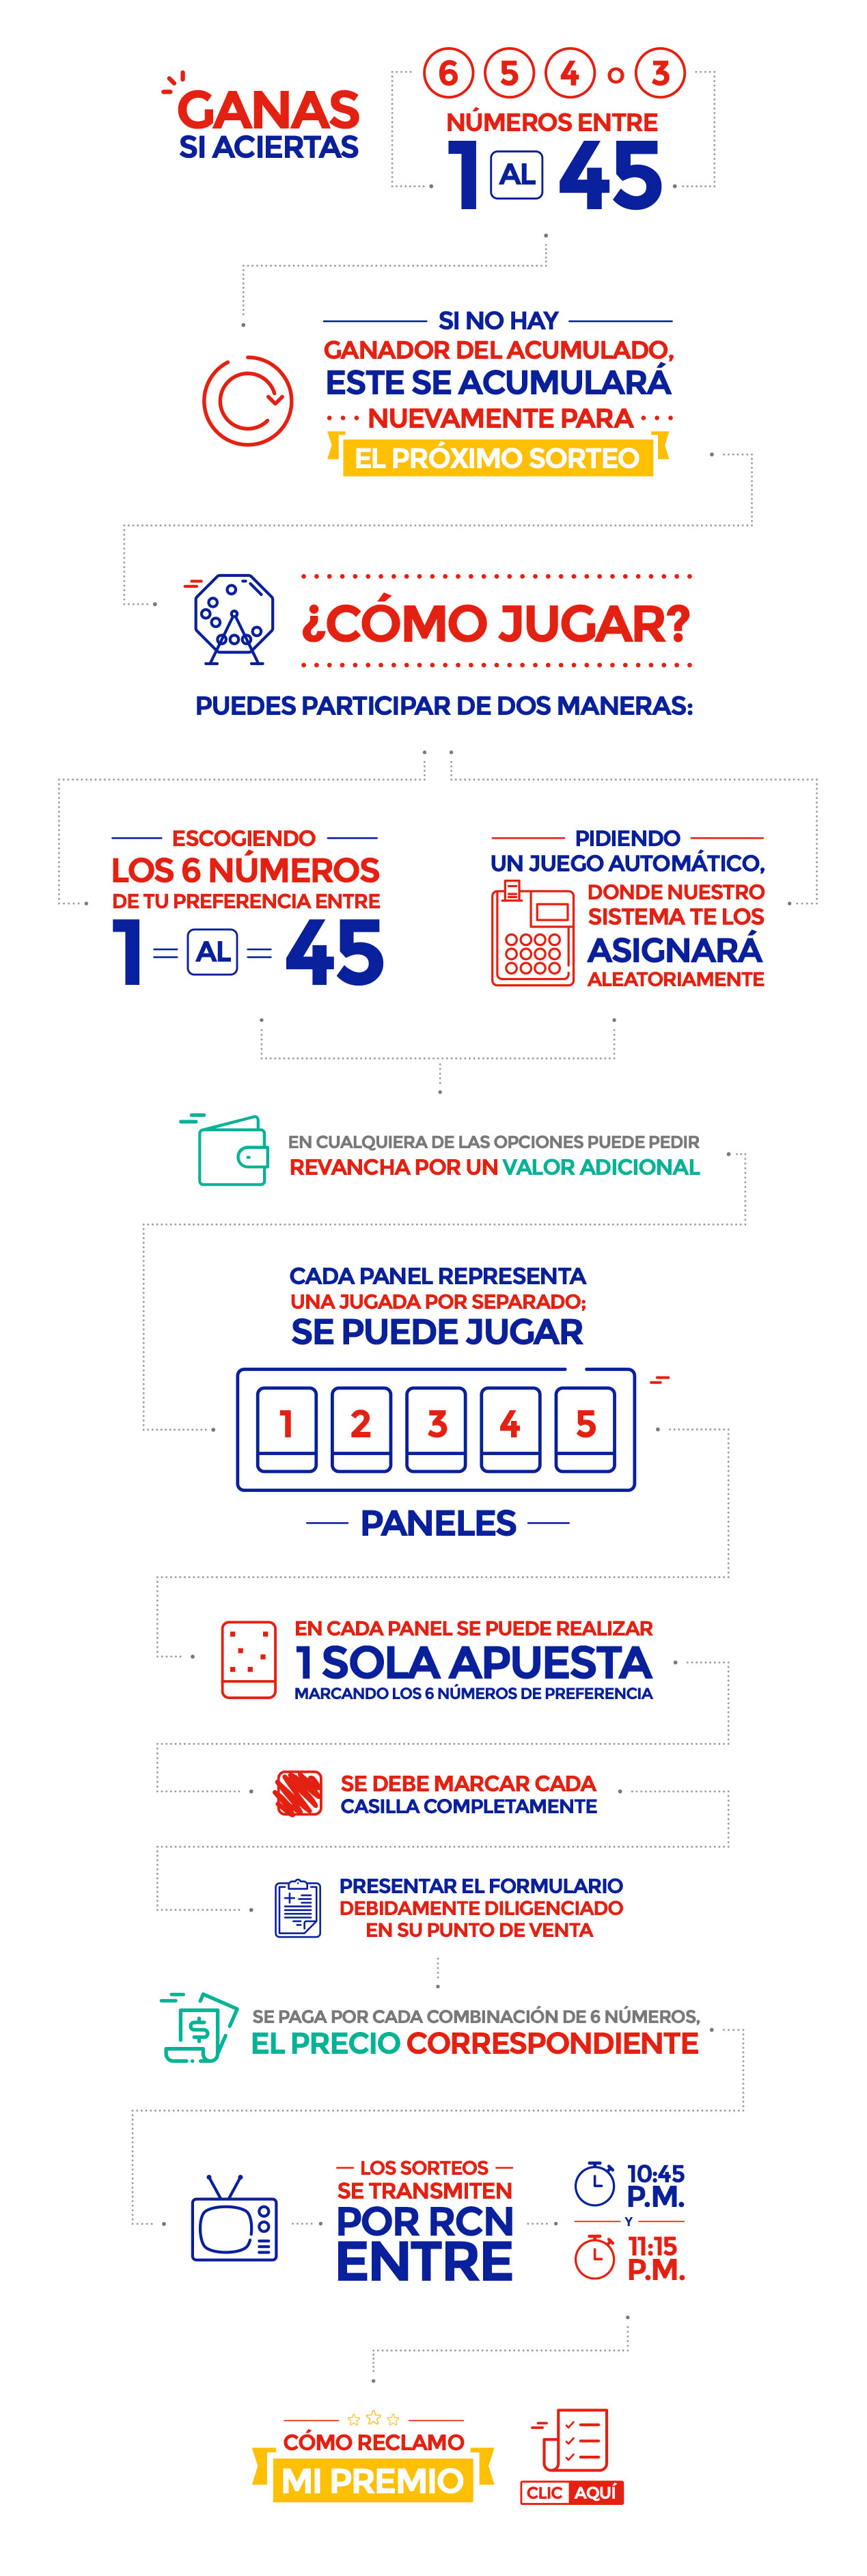 GANAS
SI ACIERTAS
6 5 4 o 3
NÚMEROS ENTRE
1 AL 45
SI NO HAY
GANADOR DEL ACUMULADO,
ESTE SE ACUMULARÁ
NUEVAMENTE PARA
EL PRÓXIMO SORTEO
¿CÓMO JUGAR?
PUEDES PARTICIPAR DE DOS MANERAS:
ESCOGIENDO
LOS 6 NÚMEROS
DE TU PREFERENCIA ENTRE
1 = AL = 45
PIDIENDO
UN JUEGO AUTOMÁTICO,
DONDE NUESTRO
SISTEMA TE LOS
ASIGNARÁ
ALEATORIAMENTE
EN CUALQUIERA DE LAS OPCIONES PUEDE PEDIR
REVANCHA POR UN VALOR ADICIONAL
CADA PANEL REPRESENTA
UNA JUGADA POR SEPARADO;
SE PUEDE JUGAR
1 2 3 4 5
PANELES
EN CADA PANEL SE PUEDE REALIZAR
1 SOLA APUESTA
MARCANDO LOS 6 NÚMEROS DE PREFERENCIA
SE DEBE MARCAR CADA
CASILLA COMPLETAMENTE
PRESENTAR EL FORMULARIO
DEBIDAMENTE DILIGENCIADO
EN SU PUNTO DE VENTA
$
SE PAGA POR CADA COMBINACIÓN DE 6 NÚMEROS,
EL PRECIO CORRESPONDIENTE
LOS SORTEOS
SE TRANSMITEN
POR RCN
ENTRE
10:45
P.M.
Y
11:15
P.M.
CÓMO RECLAMO
MI PREMIO
CLIC AQUÍ